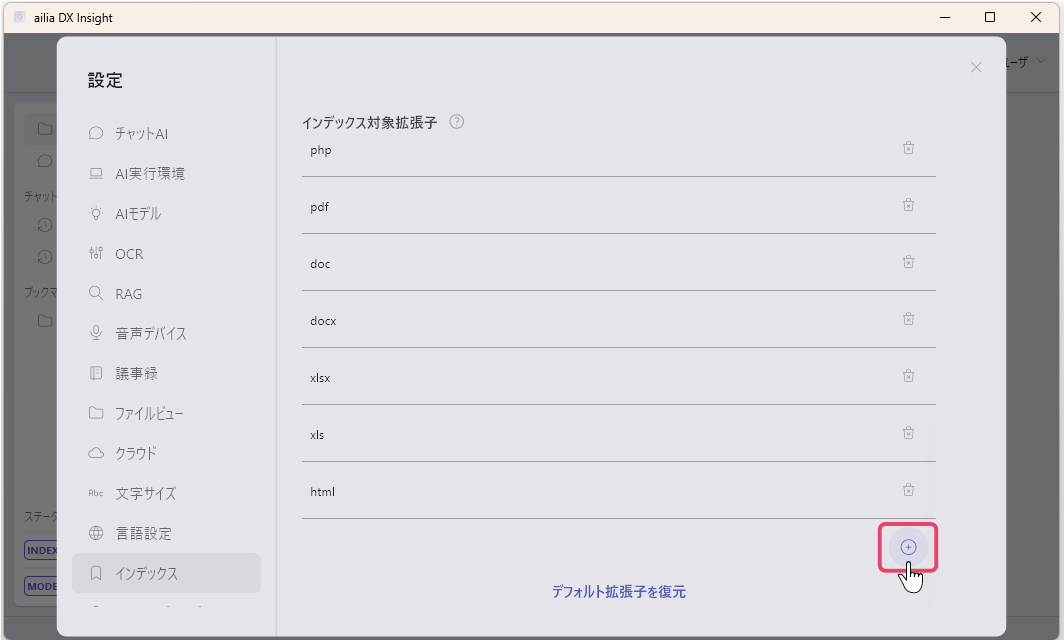 ailia DX Insight
ーザ
設定
チャットAI
AI実行環境
AIモデル
OCR
RAG
音声デバイス
議事録
ファイルビュー
クラウド
Abc 文字サイズ
言語設定
インデックス
チャット
ブックマ
ステータ
INDEX
MODE
インデックス対象拡張子 ?
php
pdf
doc
docx
xlsx
xls
html
デフォルト拡張子を復元